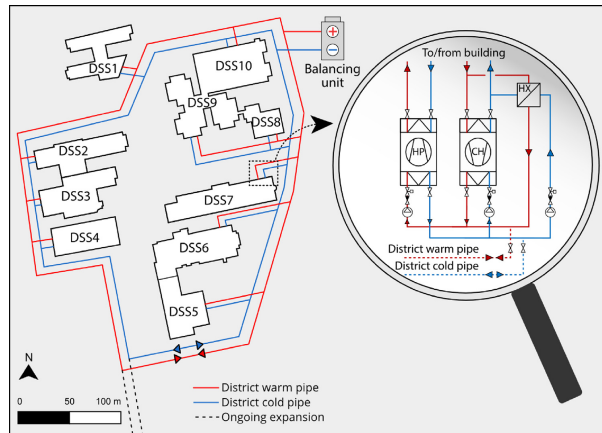 DSS1
DSS10
Balancing
unit
DSS9
DSS8
DSS2
DSS3
DSS7
DSS4
DSS6
DSS5
To/from building
HX
HP
CH
District warm pipe
District cold pipe
N
0 50 100 m
District warm pipe
District cold pipe
Ongoing expansion